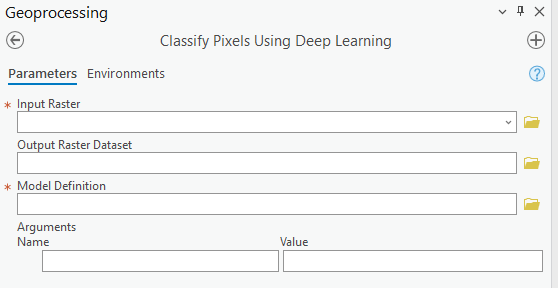 Geoprocessing
Classify Pixels Using Deep Learning
Parameters Environments
?
* Input Raster
Output Raster Dataset
* Model Definition
Arguments
Name Value